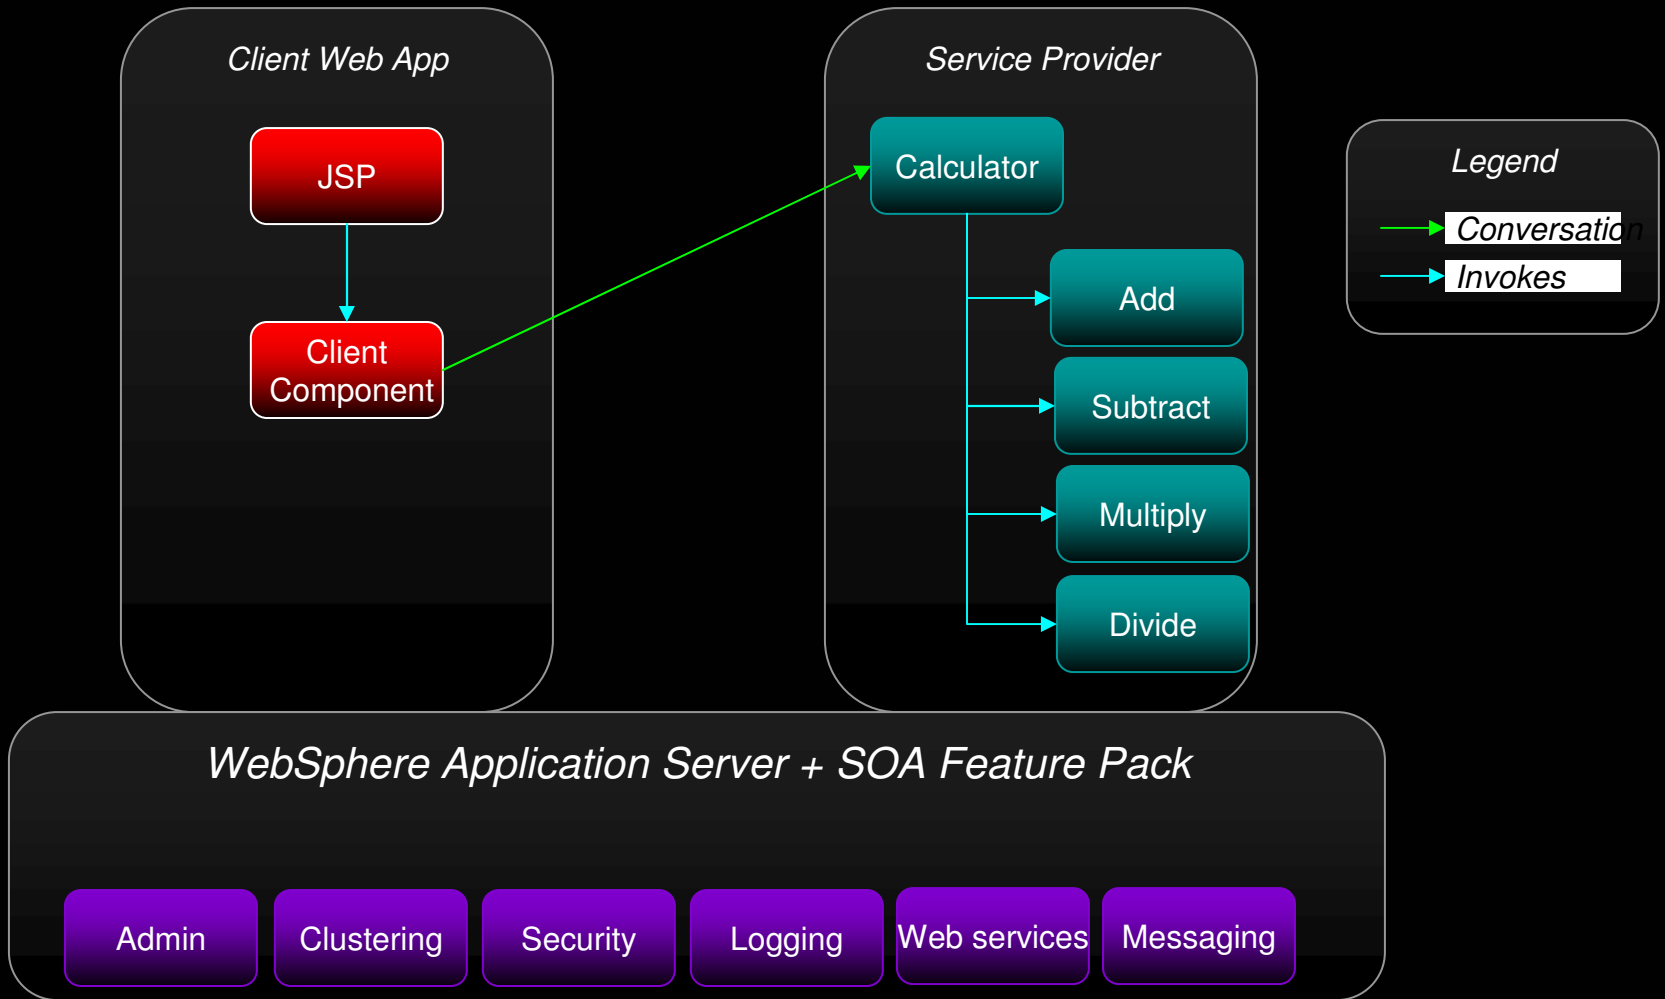 Client Web App
JSP
Client
Component
Service Provider
Calculator
Add
Subtract
Multiply
Divide
Legend
Conversation
Invokes
WebSphere Application Server + SOA Feature Pack
Admin
Clustering
Security
Logging
Web services
Messaging